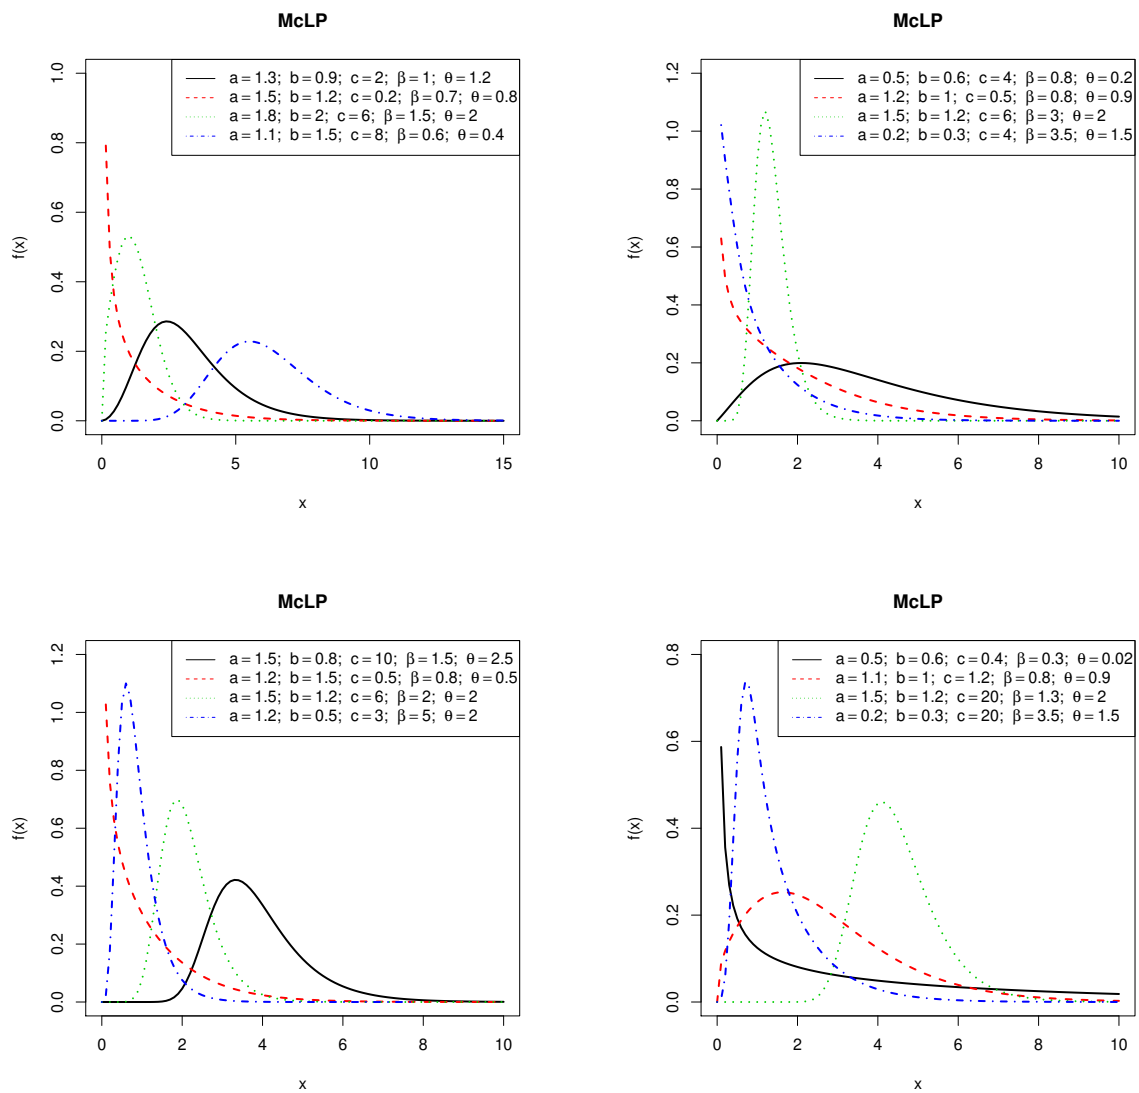 McLP
a = 1.3; b = 0.9; c = 2; β = 1; θ = 1.2
a = 1.5; b = 1.2; c = 0.2; β = 0.7; θ = 0.8
a = 1.8; b = 2; c = 6; β = 1.5; θ = 2
a = 1.1; b = 1.5; c = 8; β = 0.6; θ = 0.4
1.0
0.8
0.6
0.4
0.2
0.0
f(x)
0 5 10 15
x
McLP
a = 0.5; b = 0.6; c = 4; β = 0.8; θ = 0.2
a = 1.2; b = 1; c = 0.5; β = 0.8; θ = 0.9
a = 1.5; b = 1.2; c = 6; β = 3; θ = 2
a = 0.2; b = 0.3; c = 4; β = 3.5; θ = 1.5
1.2
1.0
0.8
0.6
0.4
0.2
0.0
f(x)
0 2 4 6 8 10
x
McLP
a = 1.5; b = 0.8; c = 10; β = 1.5; θ = 2.5
a = 1.2; b = 1.5; c = 0.5; β = 0.8; θ = 0.5
a = 1.5; b = 1.2; c = 6; β = 2; θ = 2
a = 1.2; b = 0.5; c = 3; β = 5; θ = 2
1.2
1.0
0.8
0.6
0.4
0.2
0.0
f(x)
0 2 4 6 8 10
x
McLP
a = 0.5; b = 0.6; c = 0.4; β = 0.3; θ = 0.02
a = 1.1; b = 1; c = 1.2; β = 0.8; θ = 0.9
a = 1.5; b = 1.2; c = 20; β = 1.3; θ = 2
a = 0.2; b = 0.3; c = 20; β = 3.5; θ = 1.5
0.8
0.6
0.4
0.2
0.0
f(x)
0 2 4 6 8 10
x